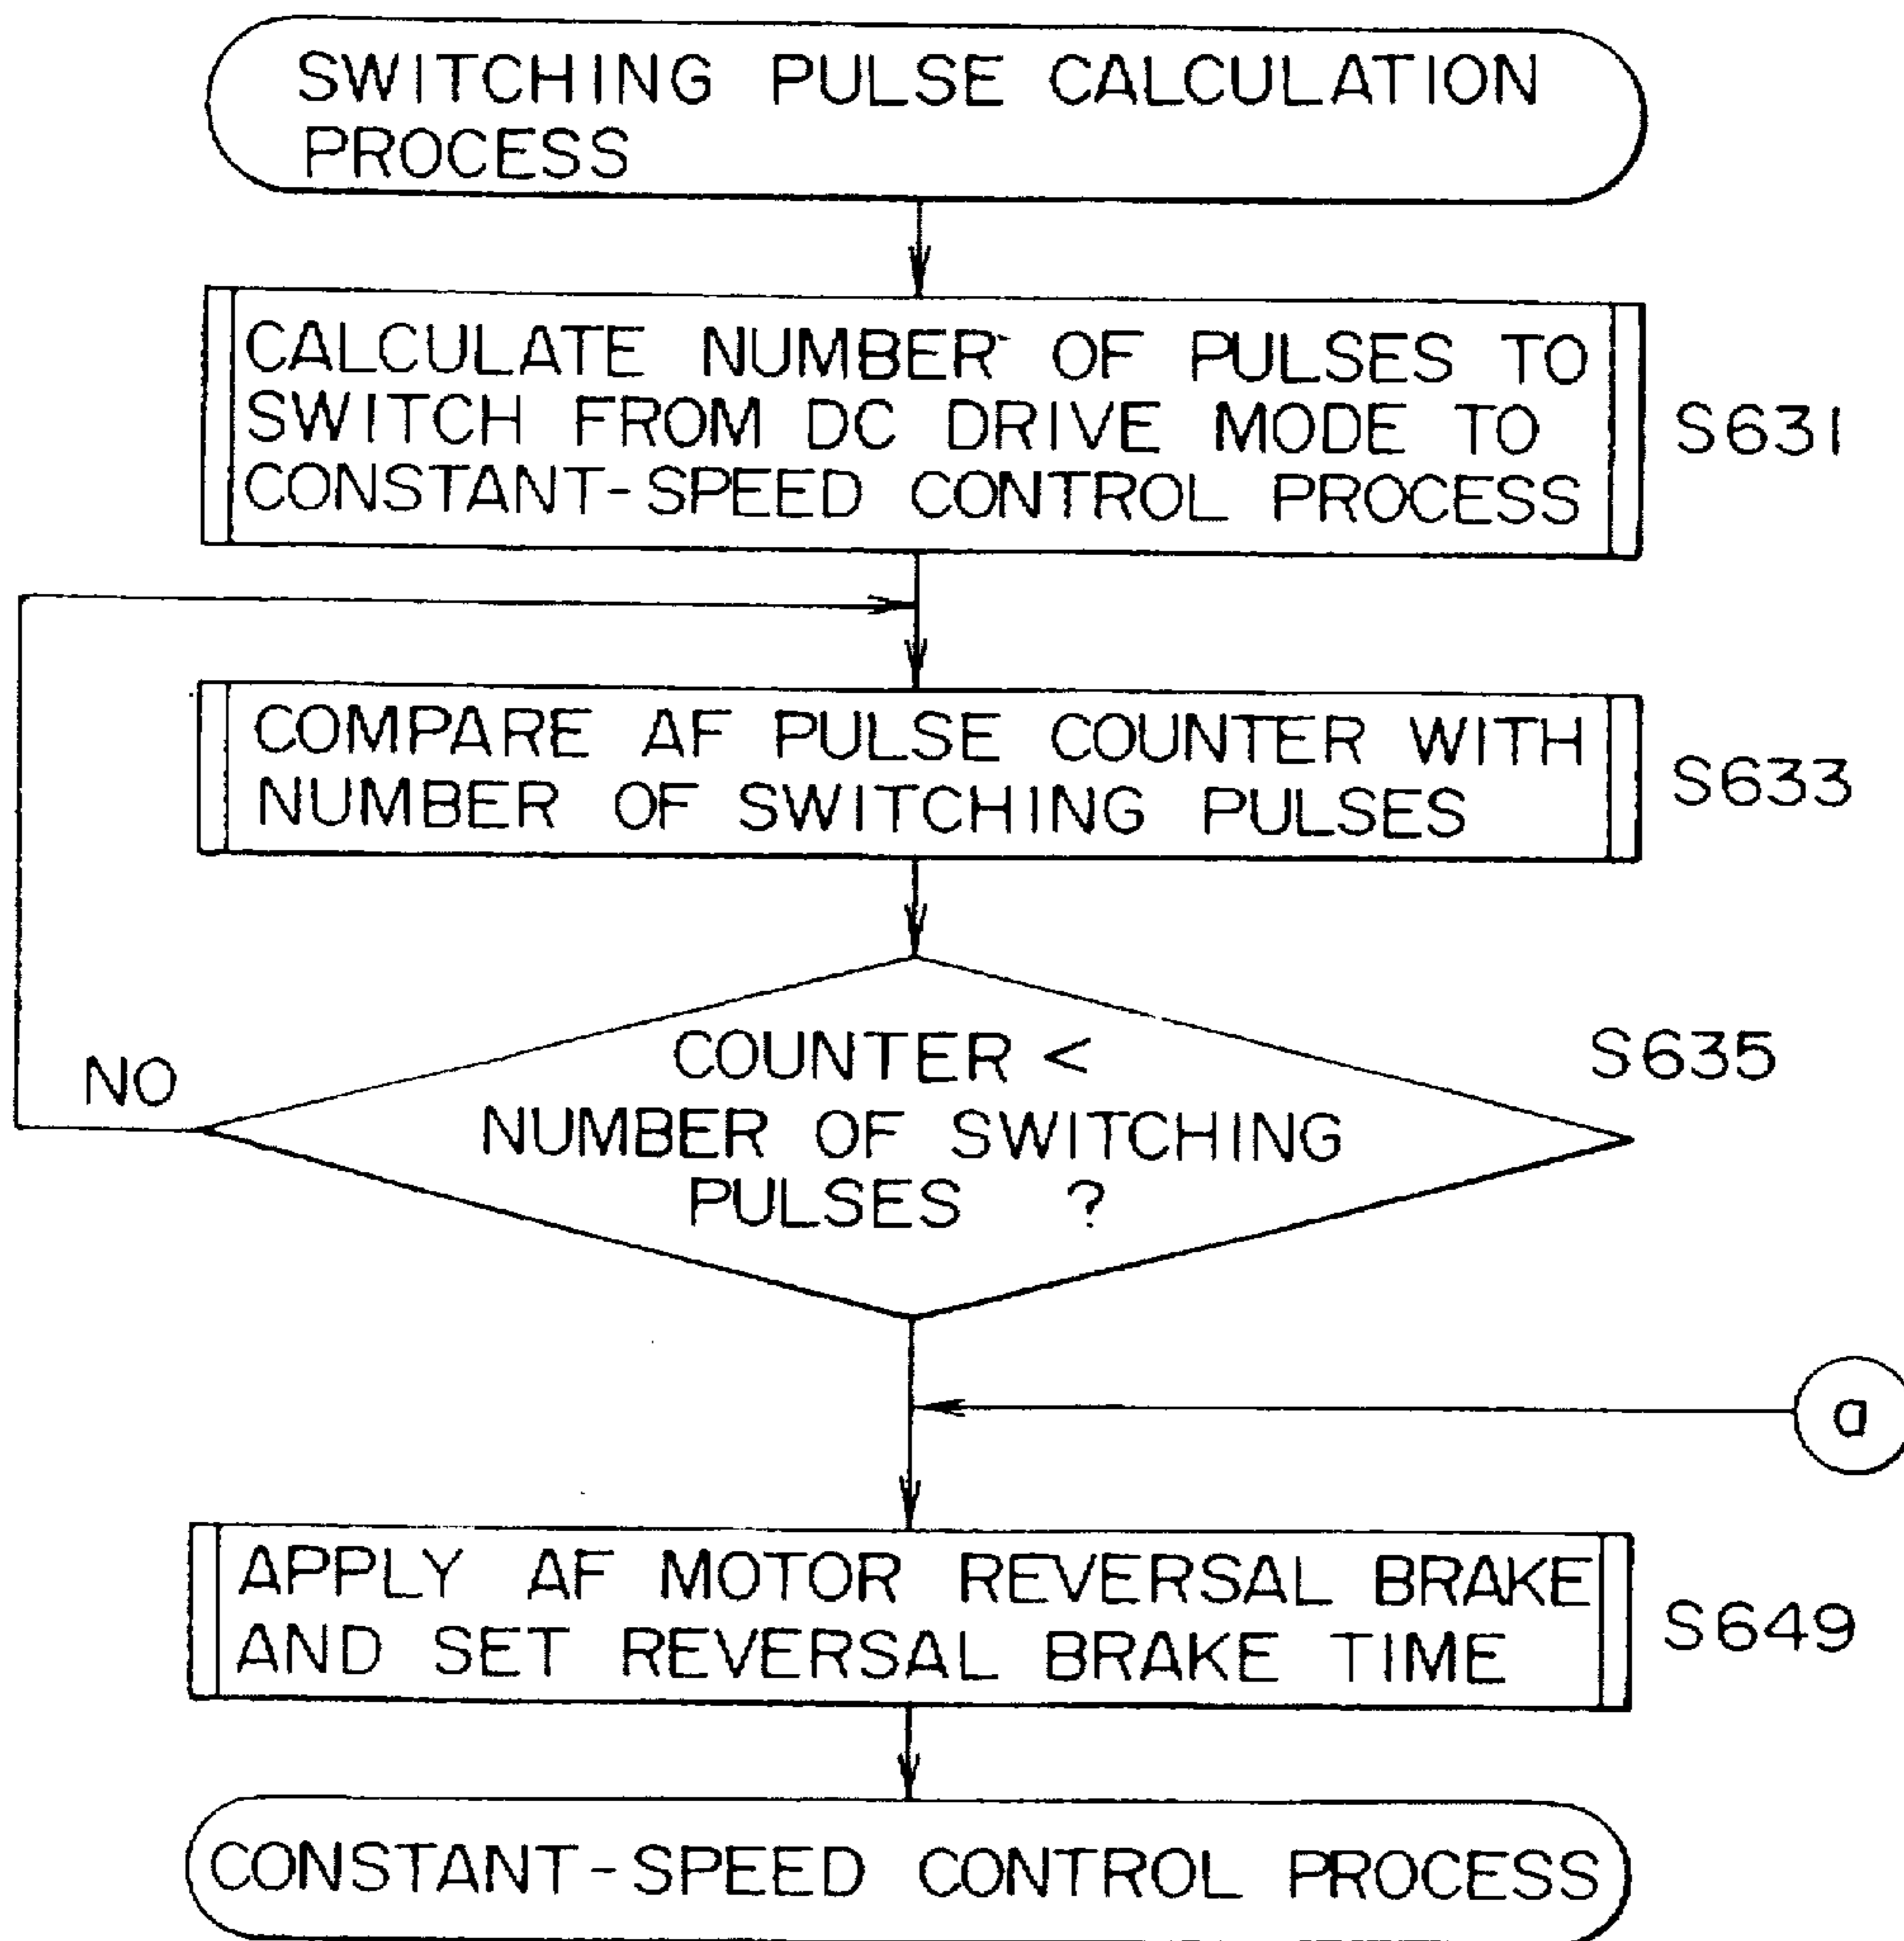 SWITCHING PULSE CALCULATION
PROCESS
CALCULATE NUMBER OF PULSES TO
SWITCH FROM DC DRIVE MODE TO
CONSTANT-SPEED CONTROL PROCESS
S631
COMPARE AF PULSE COUNTER WITH
NUMBER OF SWITCHING PULSES
S633
COUNTER <
NUMBER OF SWITCHING
PULSES ?
S635
NO
a
APPLY AF MOTOR REVERSAL BRAKE
AND SET REVERSAL BRAKE TIME
S649
CONSTANT-SPEED CONTROL PROCESS